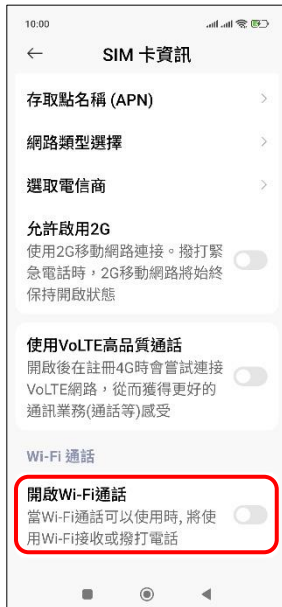 10:00
SIM 卡資訊
存取點名稱 (APN)
網路類型選擇
選取電信商
允許啟用2G
使用2G移動網路連接。撥打緊
急電話時，2G移動網路將始終
保持開啟狀態
使用VoLTE高品質通話
開啟後在註冊4G時會嘗試連接
VoLTE網路，從而獲得更好的
通訊業務(通話等)感受
Wi-Fi 通話
開啟Wi-Fi通話
當Wi-Fi通話可以使用時, 將使
用Wi-Fi接收或撥打電話